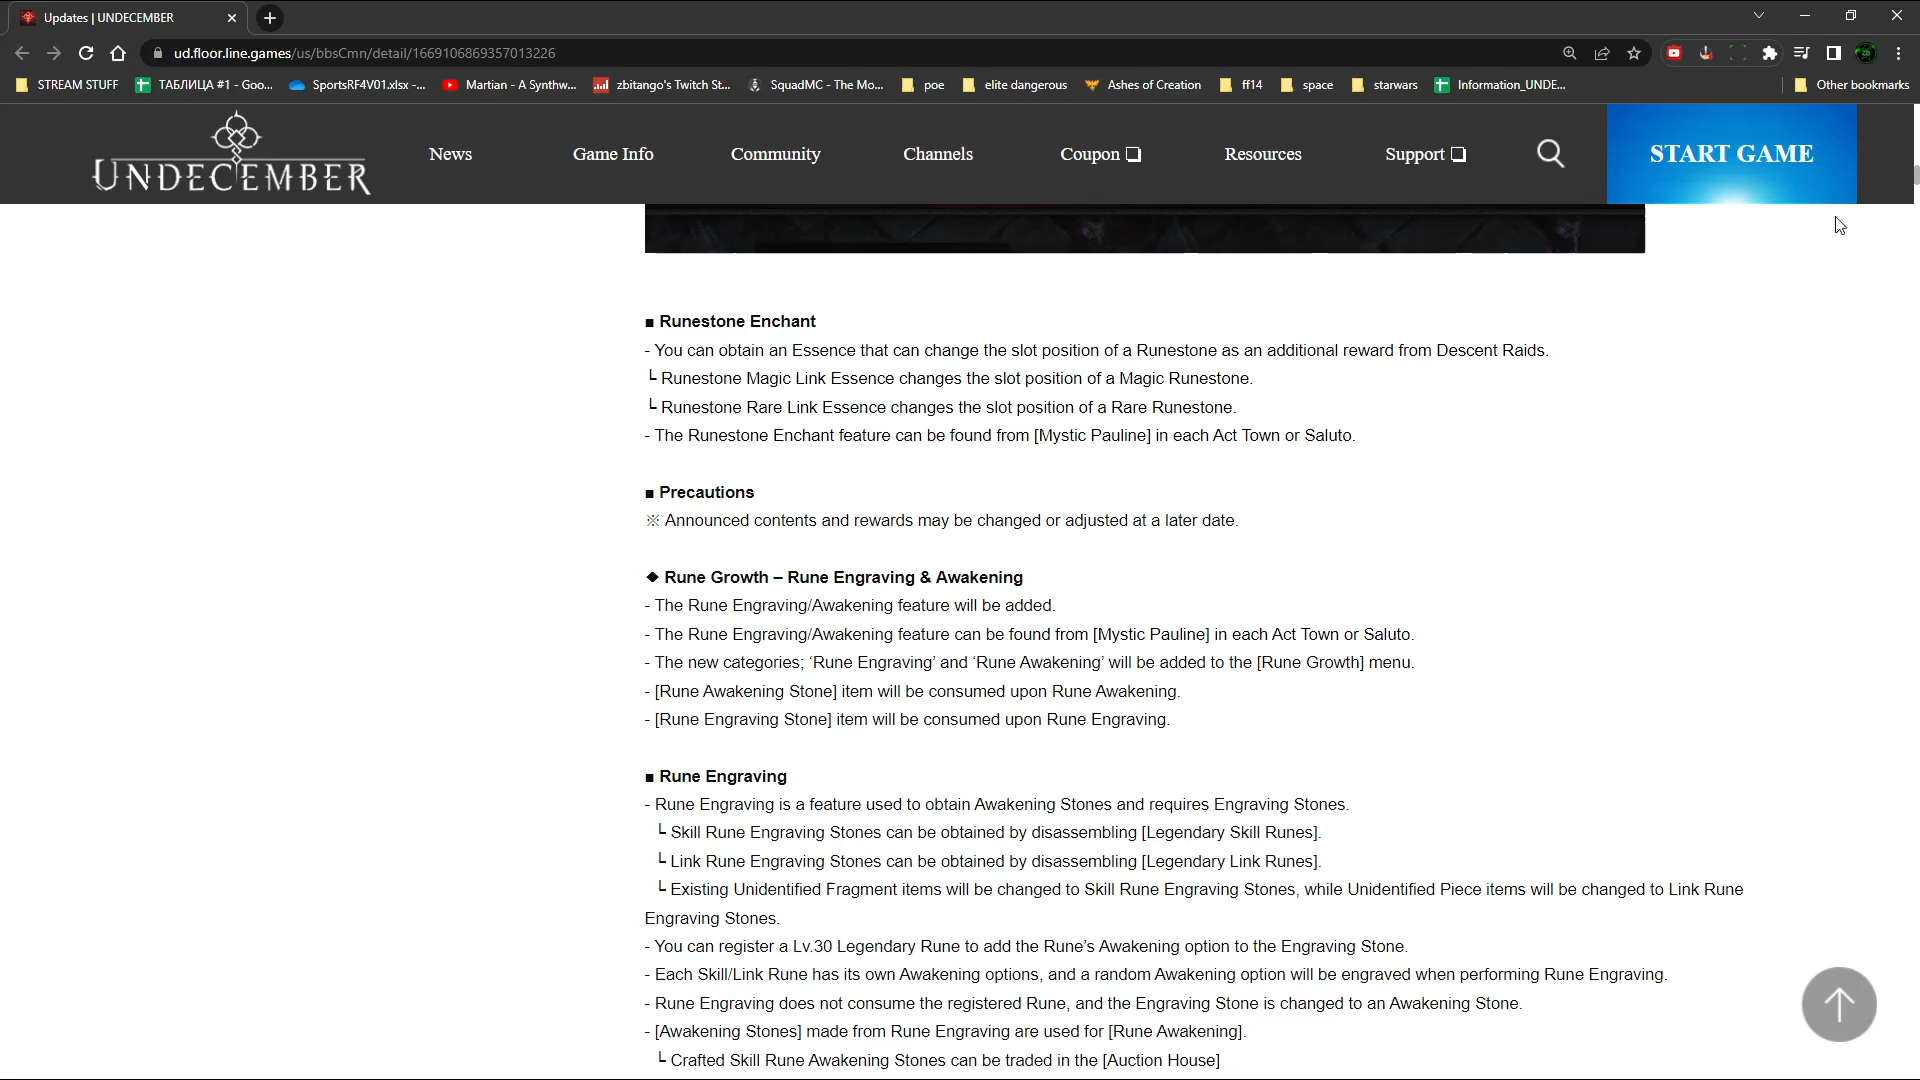 Updates | UNDECEMBER
ud.floor.line.games/us/bbsCmn/detail/1669106869357013226
STREAM STUFF
ТАБЛИЦА #1 - Goo...
SportsRF4V01.xlsx -...
Martian - A Synthw...
zbitango's Twitch St...
SquadMC - The Mo...
poe
elite dangerous
Ashes of Creation
ff14
space
starwars
Information_UNDE...
Other bookmarks
UNDECEMBER
News
Game Info
Community
Channels
Coupon ❏
Resources
Support ❏
START GAME
■ Runestone Enchant
- You can obtain an Essence that can change the slot position of a Runestone as an additional reward from Descent Raids.
┗ Runestone Magic Link Essence changes the slot position of a Magic Runestone.
┗ Runestone Rare Link Essence changes the slot position of a Rare Runestone.
- The Runestone Enchant feature can be found from [Mystic Pauline] in each Act Town or Saluto.
■ Precautions
※ Announced contents and rewards may be changed or adjusted at a later date.
◆ Rune Growth – Rune Engraving & Awakening
- The Rune Engraving/Awakening feature will be added.
- The Rune Engraving/Awakening feature can be found from [Mystic Pauline] in each Act Town or Saluto.
- The new categories; ‘Rune Engraving’ and ‘Rune Awakening’ will be added to the [Rune Growth] menu.
- [Rune Awakening Stone] item will be consumed upon Rune Awakening.
- [Rune Engraving Stone] item will be consumed upon Rune Engraving.
■ Rune Engraving
- Rune Engraving is a feature used to obtain Awakening Stones and requires Engraving Stones.
┗ Skill Rune Engraving Stones can be obtained by disassembling [Legendary Skill Runes].
┗ Link Rune Engraving Stones can be obtained by disassembling [Legendary Link Runes].
┗ Existing Unidentified Fragment items will be changed to Skill Rune Engraving Stones, while Unidentified Piece items will be changed to Link Rune
Engraving Stones.
- You can register a Lv.30 Legendary Rune to add the Rune’s Awakening option to the Engraving Stone.
- Each Skill/Link Rune has its own Awakening options, and a random Awakening option will be engraved when performing Rune Engraving.
- Rune Engraving does not consume the registered Rune, and the Engraving Stone is changed to an Awakening Stone.
- [Awakening Stones] made from Rune Engraving are used for [Rune Awakening].
┗ Crafted Skill Rune Awakening Stones can be traded in the [Auction House]